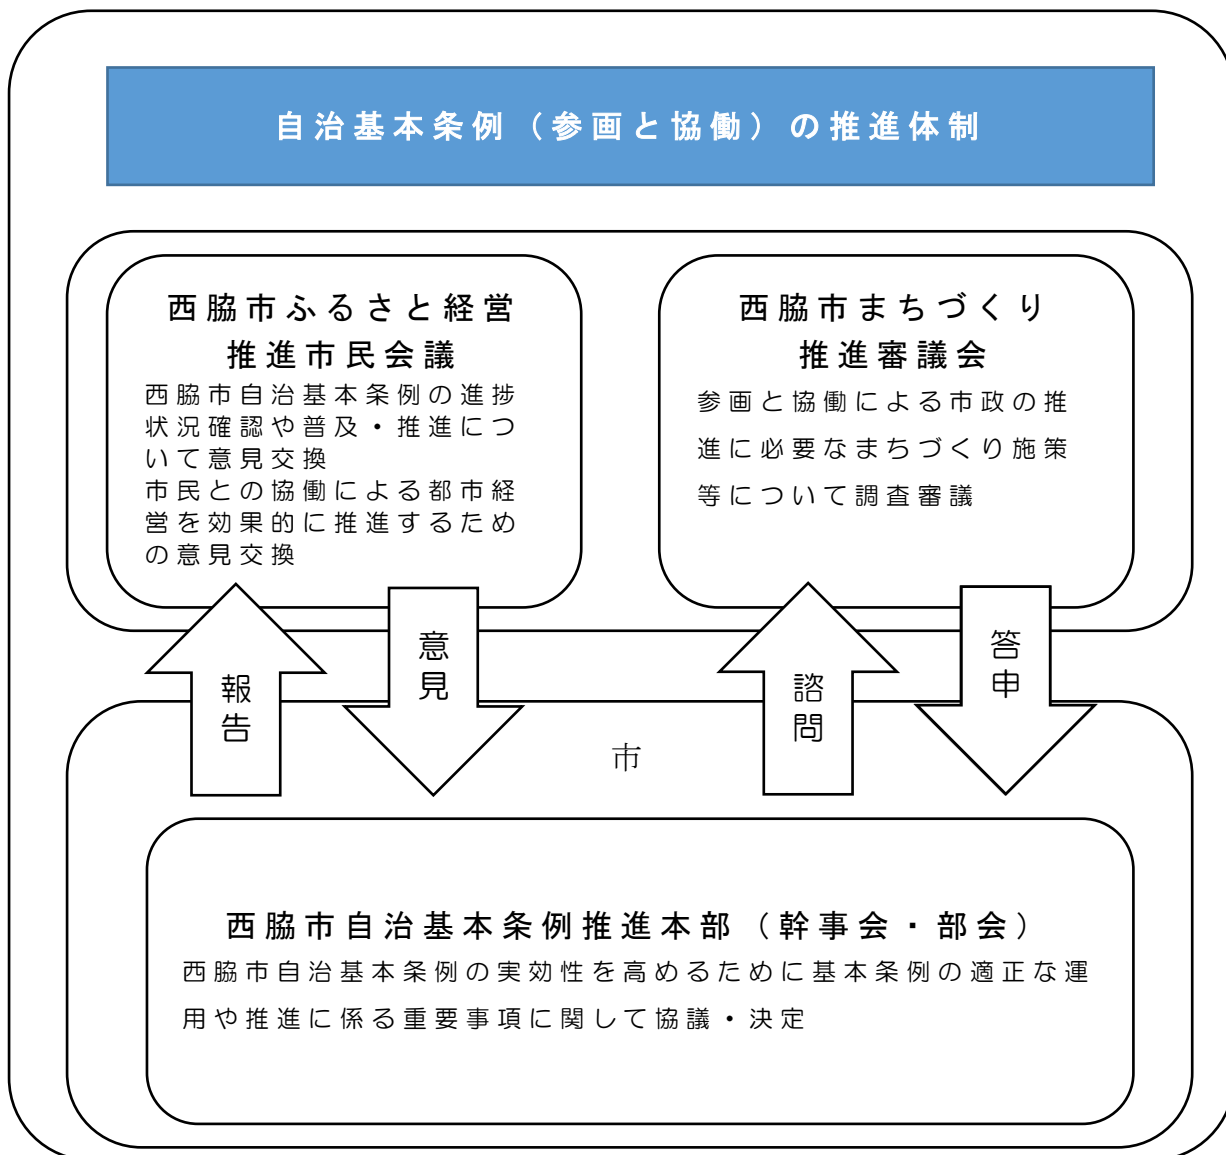 自治基本条例（参画と協働）の推進体制
西脇市ふるさと経営
推進市民会議
西脇市自治基本条例の進捗
状況確認や普及・推進につ
いて意見交換
市民との協働による都市経
営を効果的に推進するため
の意見交換
西脇市まちづくり
推進審議会
参画と協働による市政の推
進に必要なまちづくり施策
等について調査審議
報告
意見
諮問
答申
市
西脇市自治基本条例推進本部（幹事会・部会）
西脇市自治基本条例の実効性を高めるために基本条例の適正な運
用や推進に係る重要事項に関して協議・決定